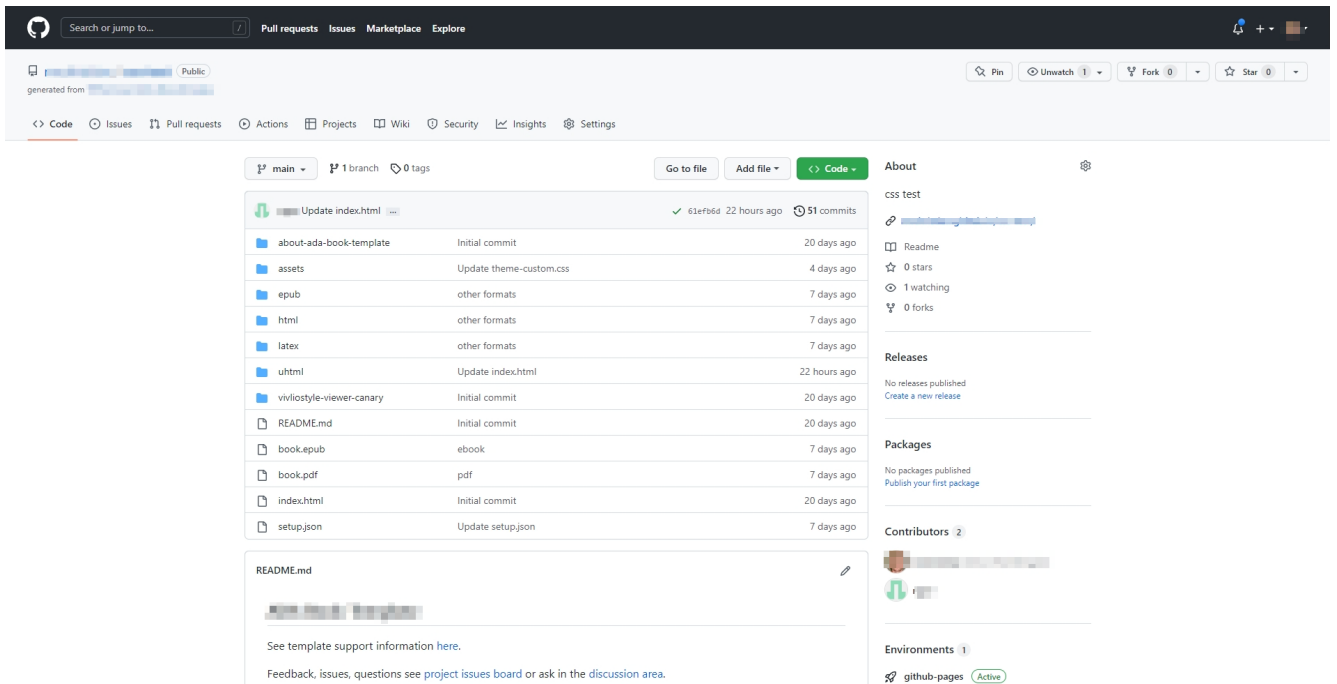 Search or jump to... / Pull requests Issues Marketplace Explore
Public
Pin Unwatch 1 Fork 0 Star 0
generated from
Code Issues Pull requests Actions Projects Wiki Security Insights Settings
main 1 branch 0 tags Go to file Add file Code
Update index.html ... 61efb6d 22 hours ago 51 commits
about-ada-book-template Initial commit 20 days ago
assets Update theme-custom.css 4 days ago
epub other formats 7 days ago
html other formats 7 days ago
latex other formats 7 days ago
uhtml Update index.html 22 hours ago
vivliostyle-viewer-canary Initial commit 20 days ago
README.md Initial commit 20 days ago
book.epub ebook 7 days ago
book.pdf pdf 7 days ago
index.html Initial commit 20 days ago
setup.json Update setup.json 7 days ago
README.md
See template support information here.
Feedback, issues, questions see project issues board or ask in the discussion area.
About
css test
Readme
0 stars
1 watching
0 forks
Releases
No releases published
Create a new release
Packages
No packages published
Publish your first package
Contributors 2
Environments 1
github-pages Active